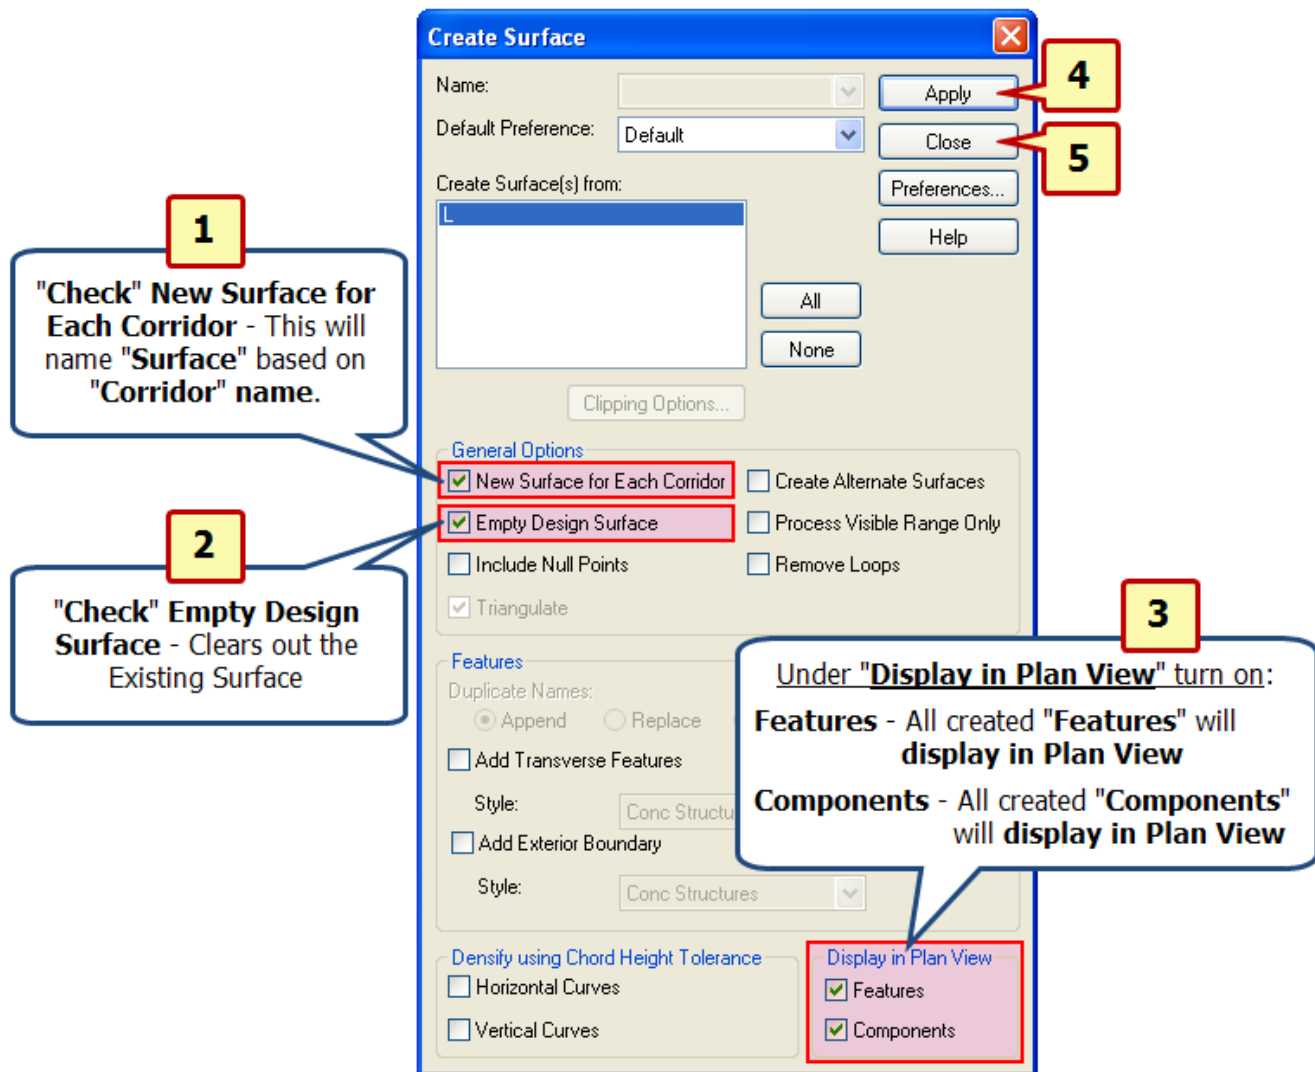 Create Surface
Name:
Apply
4
Default Preference:
Default
Close
5
Create Surface(s) from:
Preferences...
L
Help
1
"Check" New Surface for
Each Corridor - This will
name "Surface" based on
"Corridor" name.
All
None
Clipping Options...
General Options
New Surface for Each Corridor
Create Alternate Surfaces
Empty Design Surface
Process Visible Range Only
Include Null Points
Remove Loops
Triangulate
2
"Check" Empty Design
Surface - Clears out the
Existing Surface
3
Under "Display in Plan View" turn on:
Features - All created "Features" will
display in Plan View
Components - All created "Components"
will display in Plan View
Features
Duplicate Names:
Append
Replace
Add Transverse Features
Style:
Conc Structu
Add Exterior Boundary
Style:
Conc Structures
Densify using Chord Height Tolerance
Horizontal Curves
Vertical Curves
Display in Plan View
Features
Components